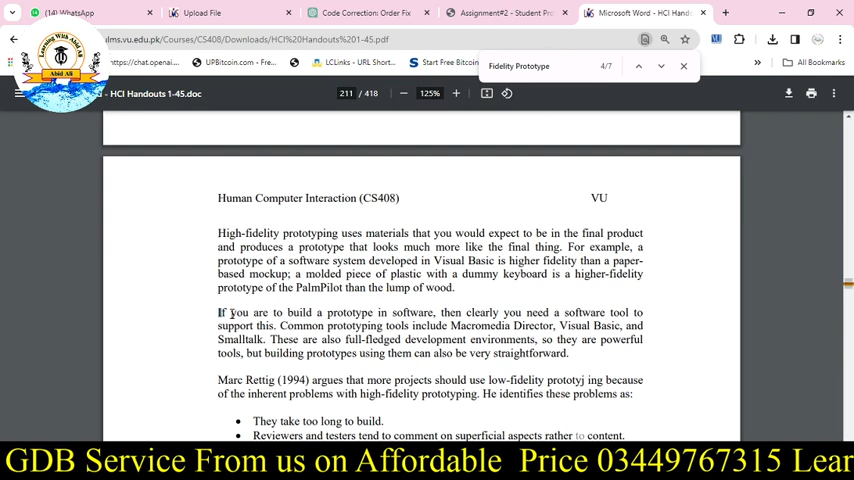 (14) WhatsApp
Upload File
Code Correction: Order Fix
Assignment#2 - Student Pro
Microsoft Word - HCI Hand
lms.vu.edu.pk/Courses/CS408/Downloads/HCI%20Handouts%201-45.pdf
Learning With Abid Ali
Abid Ali
https://chat.openai....
UPBitcoin.com - Fre...
LCLinks - URL Short...
Start Free Bitcoin
All Bookmarks
Fidelity Prototype 4/7
- HCI Handouts 1-45.doc
211 / 418
125%
Human Computer Interaction (CS408) VU
High-fidelity prototyping uses materials that you would expect to be in the final product
and produces a prototype that looks much more like the final thing. For example, a
prototype of a software system developed in Visual Basic is higher fidelity than a paper-
based mockup; a molded piece of plastic with a dummy keyboard is a higher-fidelity
prototype of the PalmPilot than the lump of wood.
If you are to build a prototype in software, then clearly you need a software tool to
support this. Common prototyping tools include Macromedia Director, Visual Basic, and
Smalltalk. These are also full-fledged development environments, so they are powerful
tools, but building prototypes using them can also be very straightforward.
Marc Rettig (1994) argues that more projects should use low-fidelity prototyj ing because
of the inherent problems with high-fidelity prototyping. He identifies these problems as:
• They take too long to build.
• Reviewers and testers tend to comment on superficial aspects rather to content.
GDB Service From us on Affordable Price 03449767315 Lear